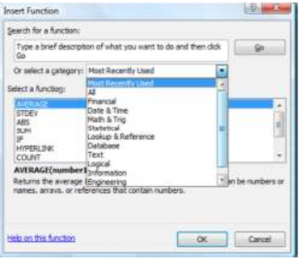 Insert Function
Search for a function:
Type a brief description of what you want to do and then click
Go
Go
Or select a category: Most Recently Used
Most Recently Used
All
Financial
Date & Time
Math & Trig
Statistical
Lookup & Reference
Database
Text
Logical
Information
Engineering
Select a function:
AVERAGE
STDEV
ABS
SUM
IF
HYPERLINK
COUNT
AVERAGE(number1
Returns the average
an be numbers or
names, arrays, or references that contain numbers.
Help on this function
OK
Cancel